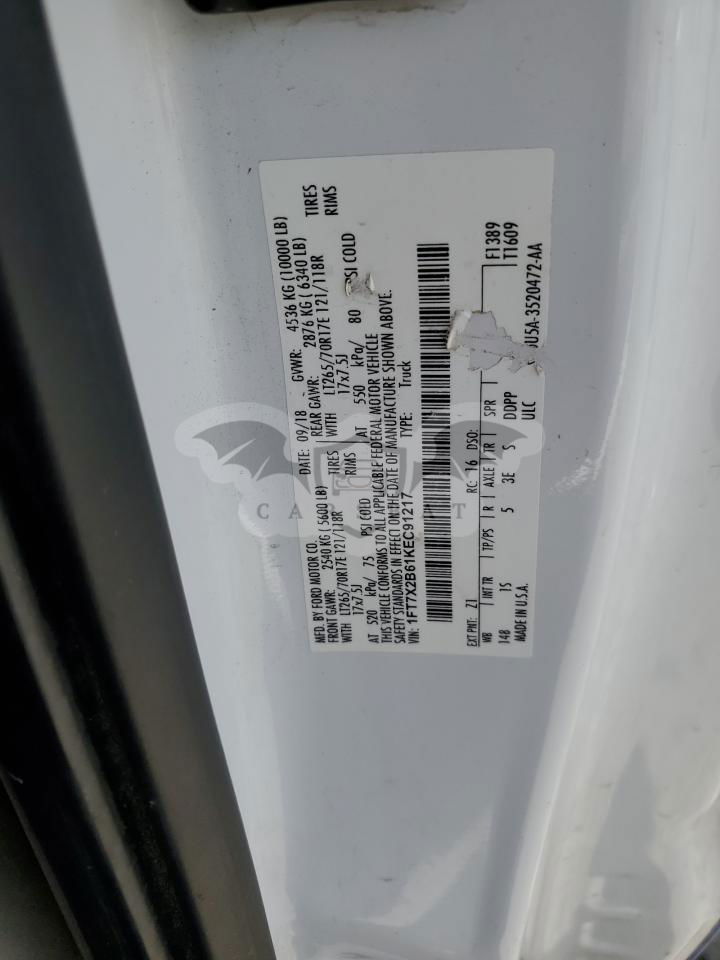 MFD. BY FORD MOTOR CO.
DATE: 09/18
GVWR: 4536 KG (10000 LB)
FRONT GAWR: 2540 KG ( 5600 LB)
REAR GAWR: 2876 KG ( 6340 LB)
WITH LT265/70R17E 121/118R TIRES
WITH LT265/70R17E 121/118R TIRES
17x7.5J RIMS
17x7.5J RIMS
AT 520 kPa/ 75 PSI COLD
AT 550 kPa/ 80 SI COLD
THIS VEHICLE CONFORMS TO ALL APPLICABLE FEDERAL MOTOR VEHICLE
SAFETY STANDARDS IN EFFECT ON THE DATE OF MANUFACTURE SHOWN ABOVE.
VIN: 1FT7X2B61KEC91217
TYPE: Truck
EXT PNT: Z1 RC: 16 DSO:
F1389
WB INT TR TP/PS R AXLE TR SPR
T1609
148 1S 5 3E S DDPP
MADE IN U.S.A. ULC
U5A-3520472-AA